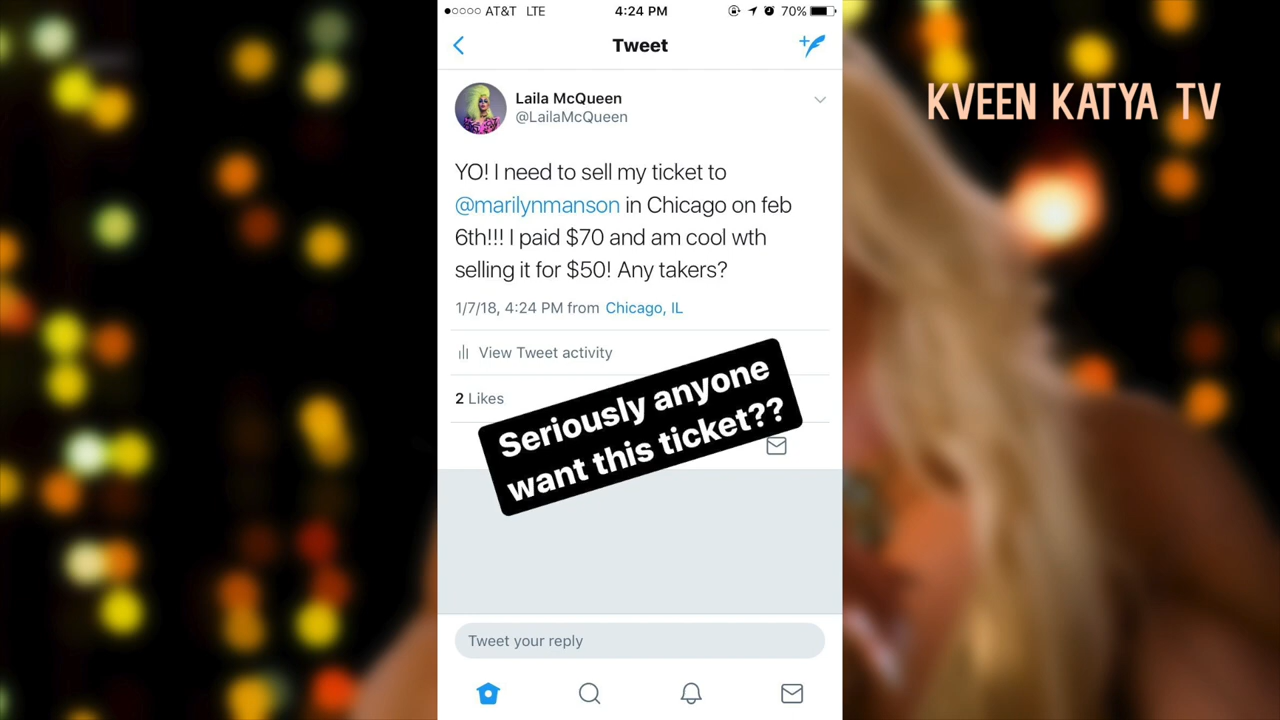 AT&T LTE 4:24 PM 70%
Tweet
KVEEN KATYA TV
Laila McQueen
@LailaMcQueen
YO! I need to sell my ticket to
@marilynmanson in Chicago on feb
6th!!! I paid $70 and am cool wth
selling it for $50! Any takers?
1/7/18, 4:24 PM from Chicago, IL
View Tweet activity
2 Likes
Seriously anyone
want this ticket??
Tweet your reply